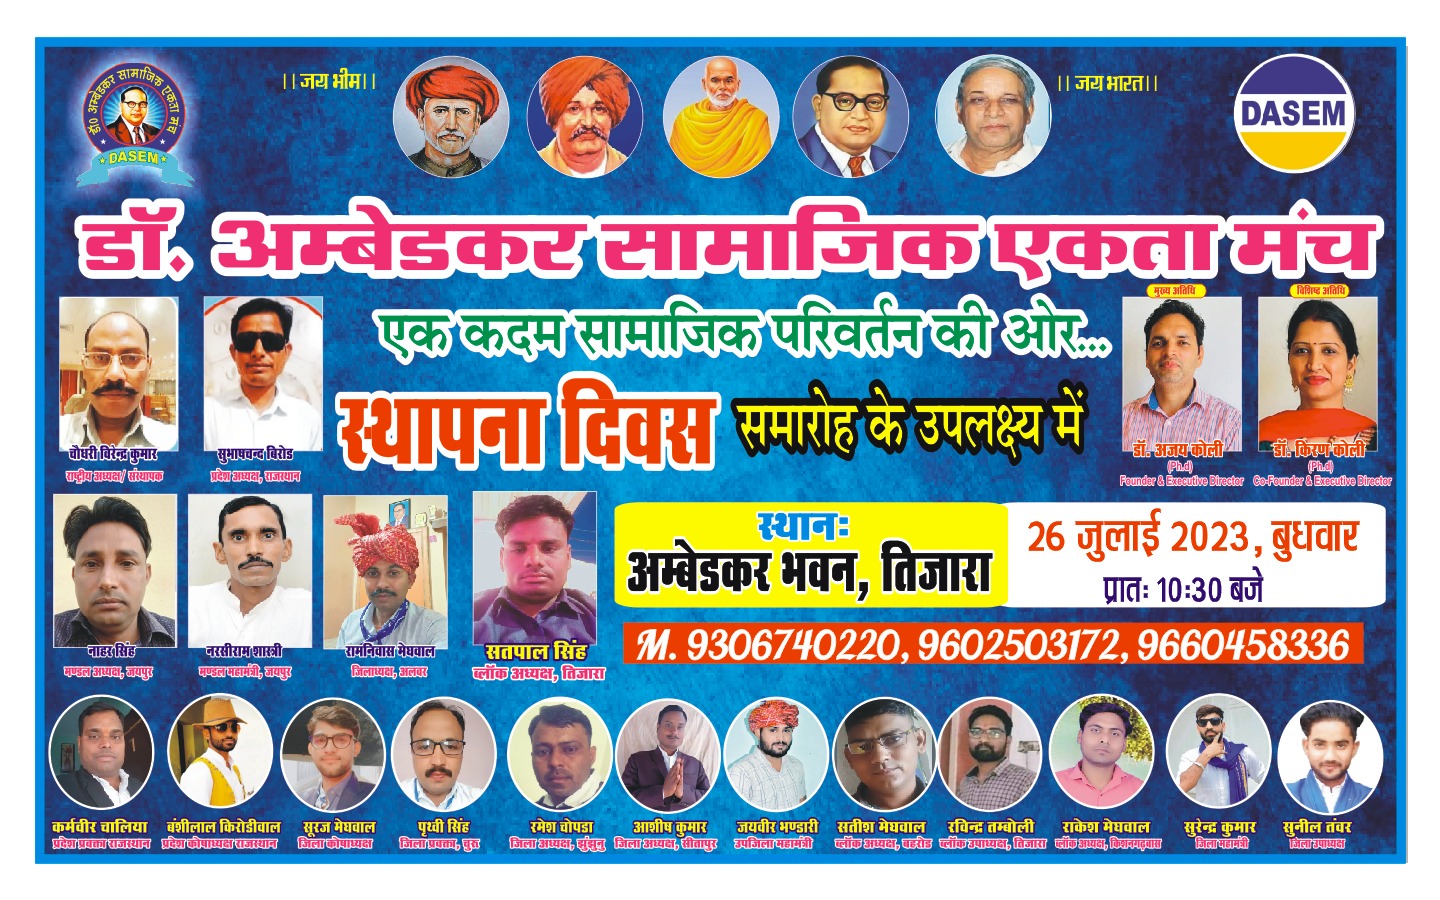 डॉ0 अम्बेडकर सामाजिक एकता मंच
DASEM
।।जय भीम।।
।।जय भारत।।
DASEM
डॉ. अम्बेडकर सामाजिक एकता मंच
एक कदम सामाजिक परिवर्तन की ओर...
स्थापना दिवस समारोह के उपलक्ष्य में
मुख्य अतिथि
विशिष्ट अतिथि
चौधरी विरेन्द्र कुमार
राष्ट्रीय अध्यक्ष/ संस्थापक
सुभाषचन्द बिरोड
प्रदेश अध्यक्ष, राजस्थान
डॉ. अजय कोली
(Ph.d)
Founder & Executive Director
डॉ. किरण कोली
(Ph.d)
Co-Founder & Executive Director
नाहर सिंह
मण्डल अध्यक्ष, जयपुर
नरसीराम शास्त्री
मण्डल महामंत्री, जयपुर
रामनिवास मेघवाल
जिलाध्यक्ष, अलवर
सतपाल सिंह
ब्लॉक अध्यक्ष, तिजारा
स्थानः
अम्बेडकर भवन, तिजारा
26 जुलाई 2023, बुधवार
प्रातः 10:30 बजे
M. 9306740220, 9602503172, 9660458336
कर्मवीर चालिया
प्रदेश प्रवक्ता राजस्थान
बंशीलाल किरोडीवाल
प्रदेश कोषाध्यक्ष राजस्थान
सूरज मेघवाल
जिला कोषाध्यक्ष
पृथ्वी सिंह
जिला प्रवक्ता, चुरू
रमेश चोपडा
जिला अध्यक्ष, झुंझुनु
आशीष कुमार
जिला अध्यक्ष, सीतापुर
जयवीर भण्डारी
उपजिला महामंत्री
सतीश मेघवाल
ब्लॉक अध्यक्ष, बहरोड
रविन्द्र तम्बोली
ब्लॉक उपाध्यक्ष, तिजारा
राकेश मेघवाल
ब्लॉक अध्यक्ष, किशनगढ़बास
सुरेन्द्र कुमार
जिला महामंत्री
सुनील तंवर
जिला उपाध्यक्ष